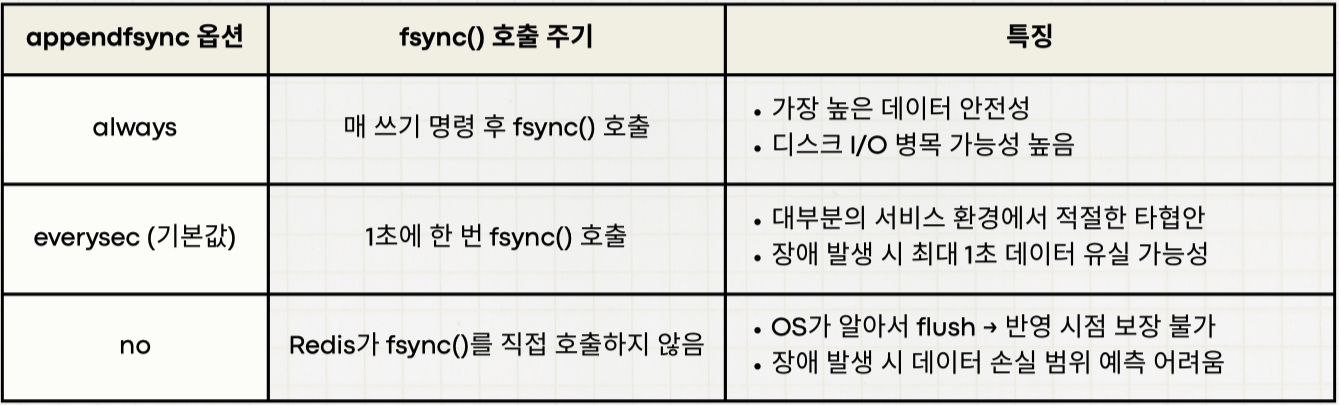 appendfsync 옵션
fsync() 호출 주기
특징
always
매 쓰기 명령 후 fsync() 호출
• 가장 높은 데이터 안전성
• 디스크 I/O 병목 가능성 높음
everysec (기본값)
1초에 한 번 fsync() 호출
• 대부분의 서비스 환경에서 적절한 타협안
• 장애 발생 시 최대 1초 데이터 유실 가능성
no
Redis가 fsync()를 직접 호출하지 않음
• OS가 알아서 flush → 반영 시점 보장 불가
• 장애 발생 시 데이터 손실 범위 예측 어려움